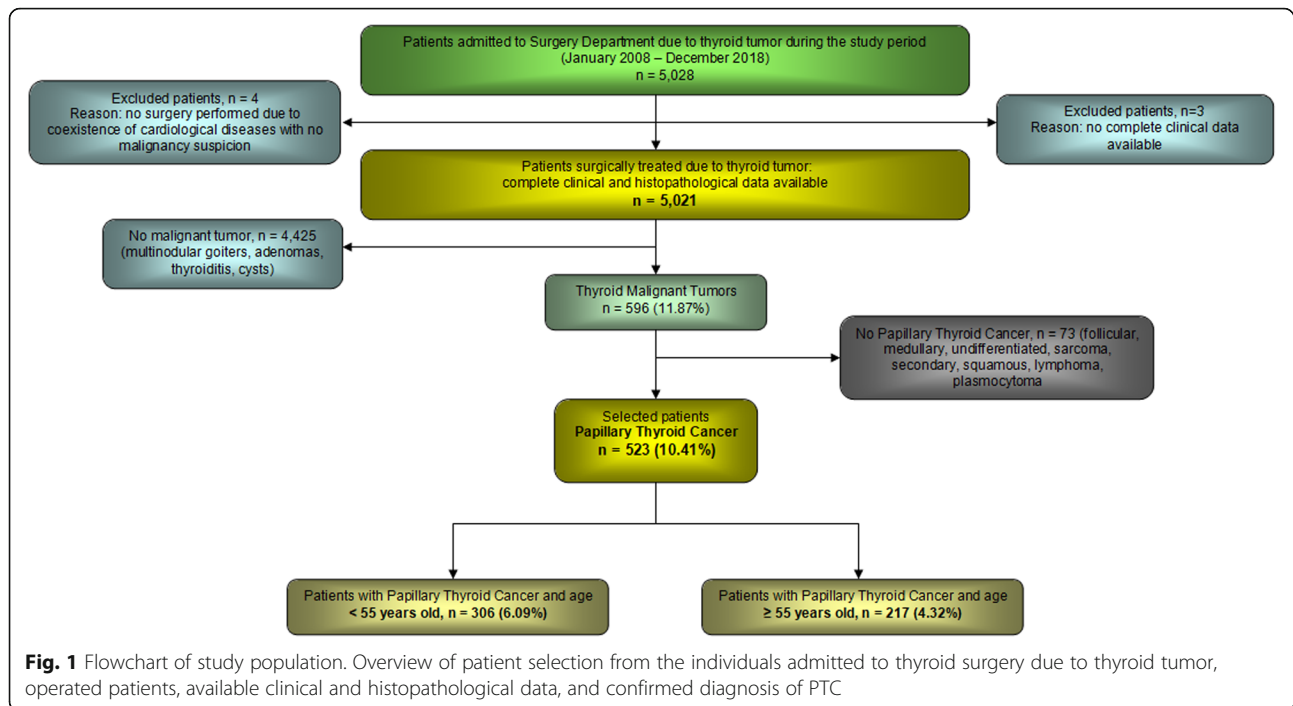 Patients admitted to Surgery Department due to thyroid tumor during the study period
(January 2008 – December 2018)
n = 5,028
Excluded patients, n = 4
Reason: no surgery performed due to
coexistence of cardiological diseases with no
malignancy suspicion
Excluded patients, n=3
Reason: no complete clinical data
available
Patients surgically treated due to thyroid tumor:
complete clinical and histopathological data available
n = 5,021
No malignant tumor, n = 4,425
(multinodular goiters, adenomas,
thyroiditis, cysts)
Thyroid Malignant Tumors
n = 596 (11.87%)
No Papillary Thyroid Cancer, n = 73 (follicular,
medullary, undifferentiated, sarcoma,
secondary, squamous, lymphoma,
plasmocytoma
Selected patients
Papillary Thyroid Cancer
n = 523 (10.41%)
Patients with Papillary Thyroid Cancer and age
< 55 years old, n = 306 (6.09%)
Patients with Papillary Thyroid Cancer and age
≥ 55 years old, n = 217 (4.32%)
Fig. 1 Flowchart of study population. Overview of patient selection from the individuals admitted to thyroid surgery due to thyroid tumor,
operated patients, available clinical and histopathological data, and confirmed diagnosis of PTC